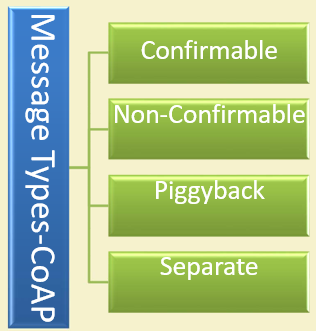 Message Types-CoAP
Confirmable
Non-Confirmable
Piggyback
Separate